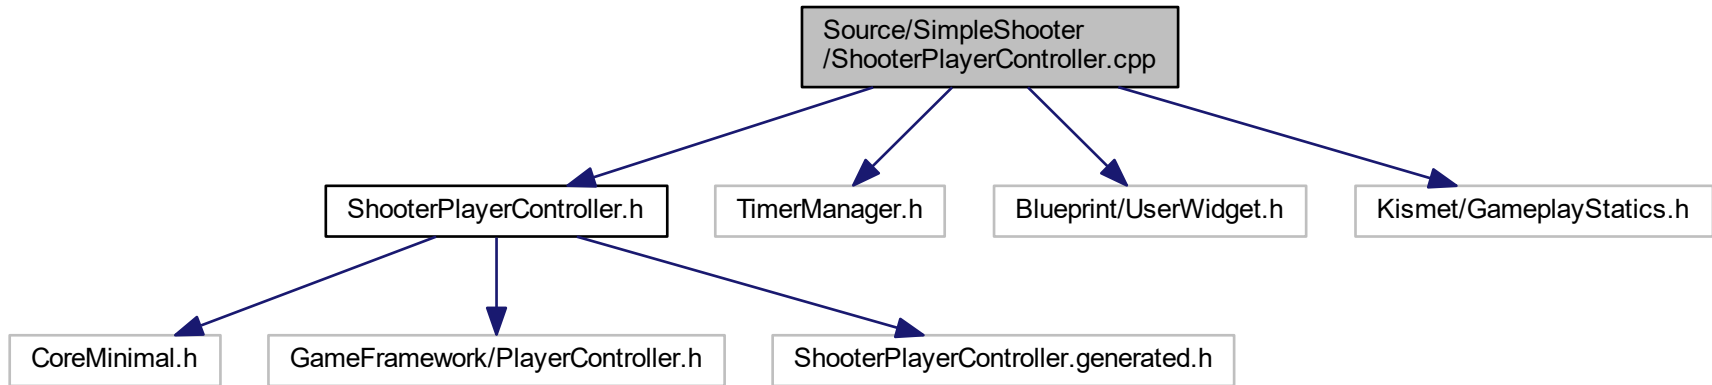 Source/SimpleShooter
/ShooterPlayerController.cpp
ShooterPlayerController.h
TimerManager.h
Blueprint/UserWidget.h
Kismet/GameplayStatics.h
CoreMinimal.h
GameFramework/PlayerController.h
ShooterPlayerController.generated.h